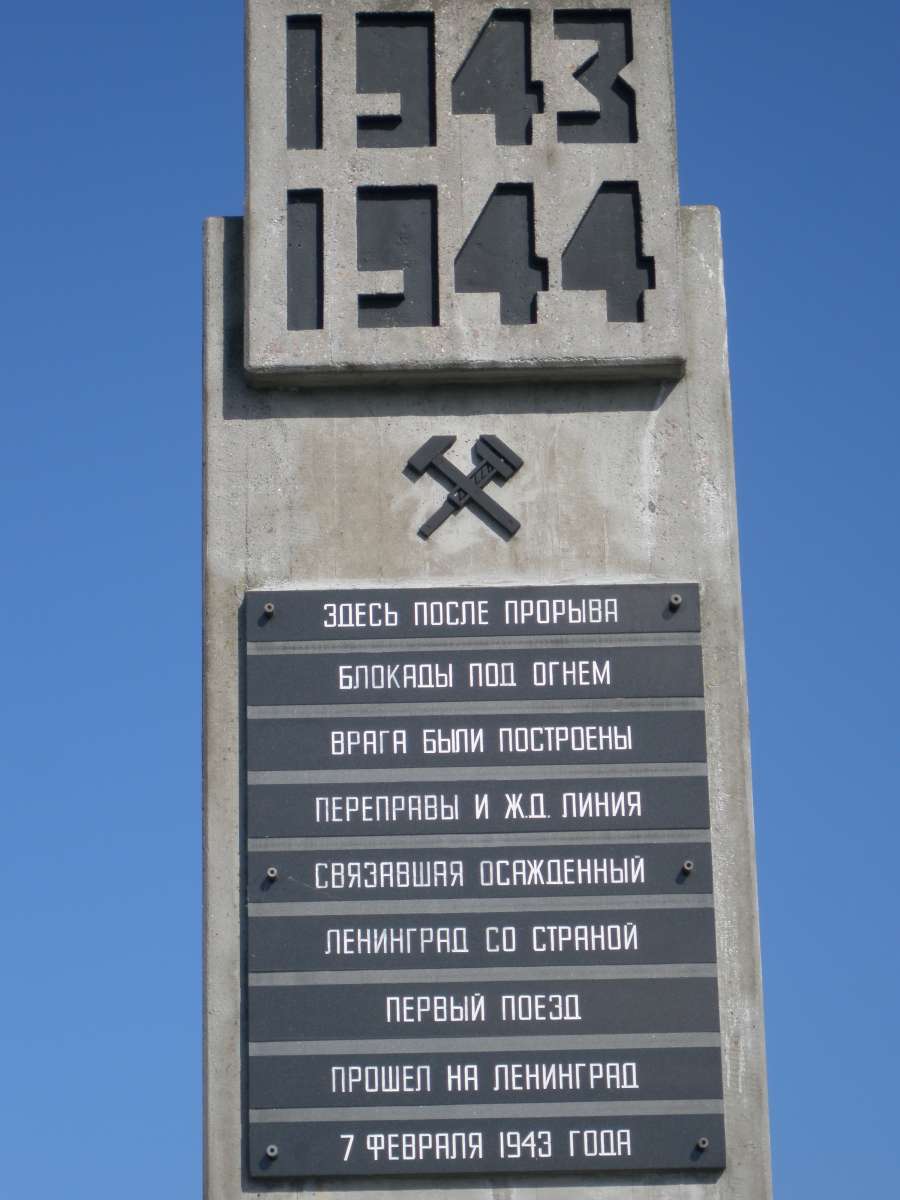 1943
1944
ЗДЕСЬ ПОСЛЕ ПРОРЫВА
БЛОКАДЫ ПОД ОГНЕМ
ВРАГА БЫЛИ ПОСТРОЕНЫ
ПЕРЕПРАВЫ И Ж.Д. ЛИНИЯ
СВЯЗАВШАЯ ОСАЖДЕННЫЙ
ЛЕНИНГРАД СО СТРАНОЙ
ПЕРВЫЙ ПОЕЗД
ПРОШЕЛ НА ЛЕНИНГРАД
7 ФЕВРАЛЯ 1943 ГОДА